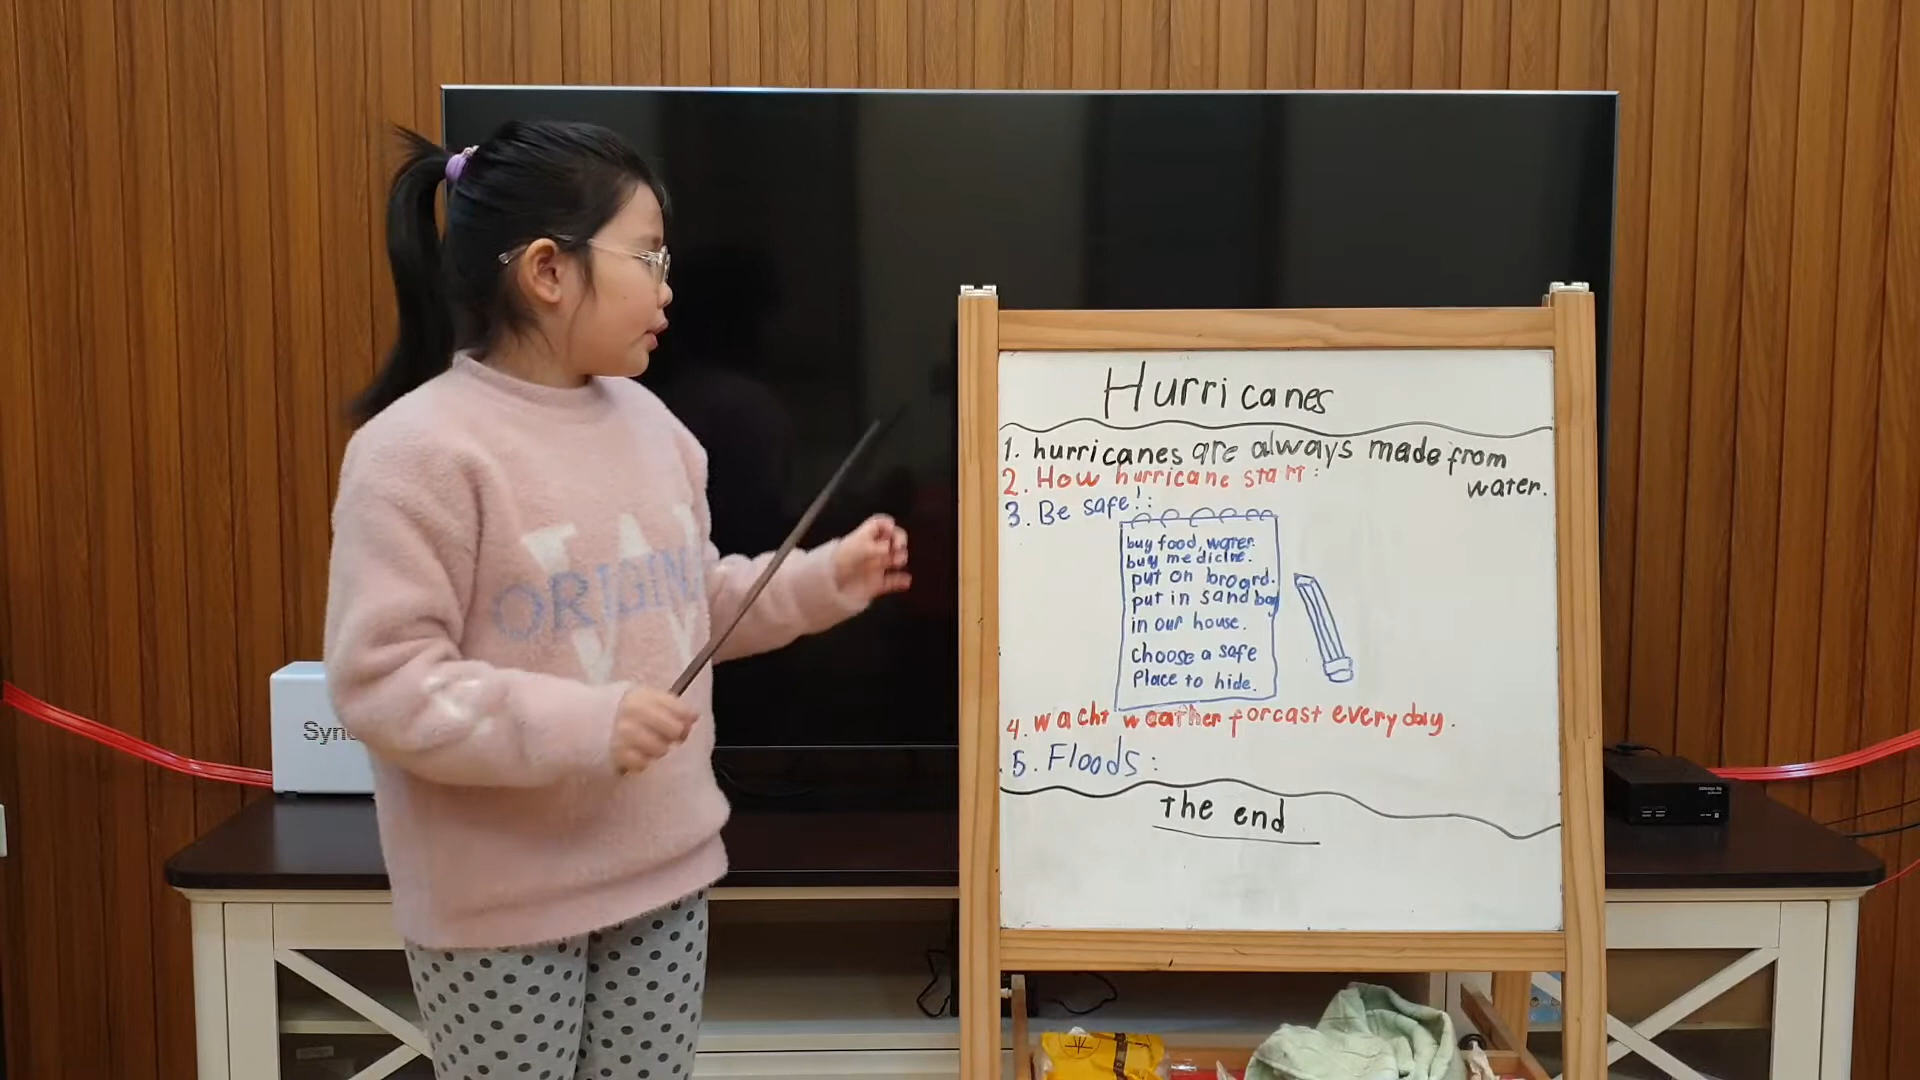 Hurricanes
1. hurricanes are always made from
water.
2. How hurricane start:
3. Be safe!:
buy food, water.
buy medicine.
put on broard.
put in sand bag
in our house.
choose a safe
Place to hide.
4. wacht weather forcast every day.
5. Floods:
The end
ORIGIN
Syno